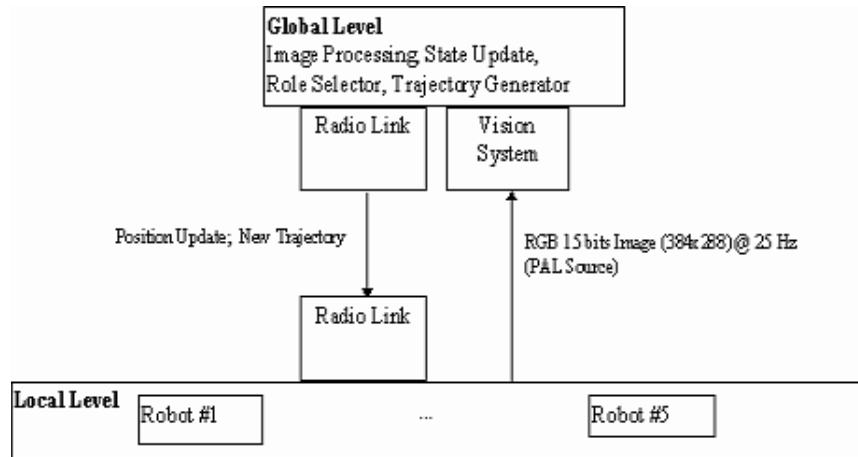 Global Level
Image Processing, State Update,
Role Selector, Trajectory Generator
Radio Link
Vision
System
Position Update; New Trajectory
RGB 15 bits Image (384x288) @ 25 Hz
(PAL Source)
Radio Link
Local Level
Robot #1
...
Robot #5